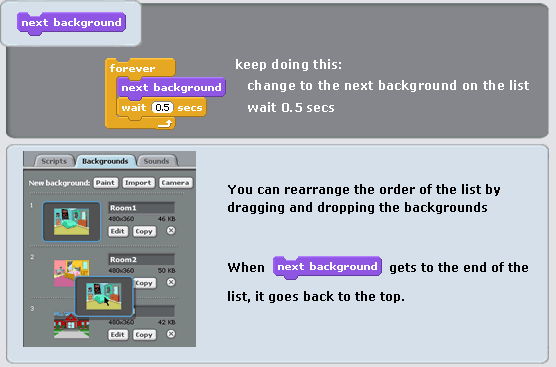 next background
forever
next background
wait 0.5 secs
keep doing this:
change to the next background on the list
wait 0.5 secs
Scripts Backgrounds Sounds
New background: Paint Import Camera
1
Room1
480x360 46 KB
Edit Copy
2
Room2
50 KB
Copy
3
480x360 42 KB
Edit Copy
You can rearrange the order of the list by
dragging and dropping the backgrounds
When next background gets to the end of the
list, it goes back to the top.